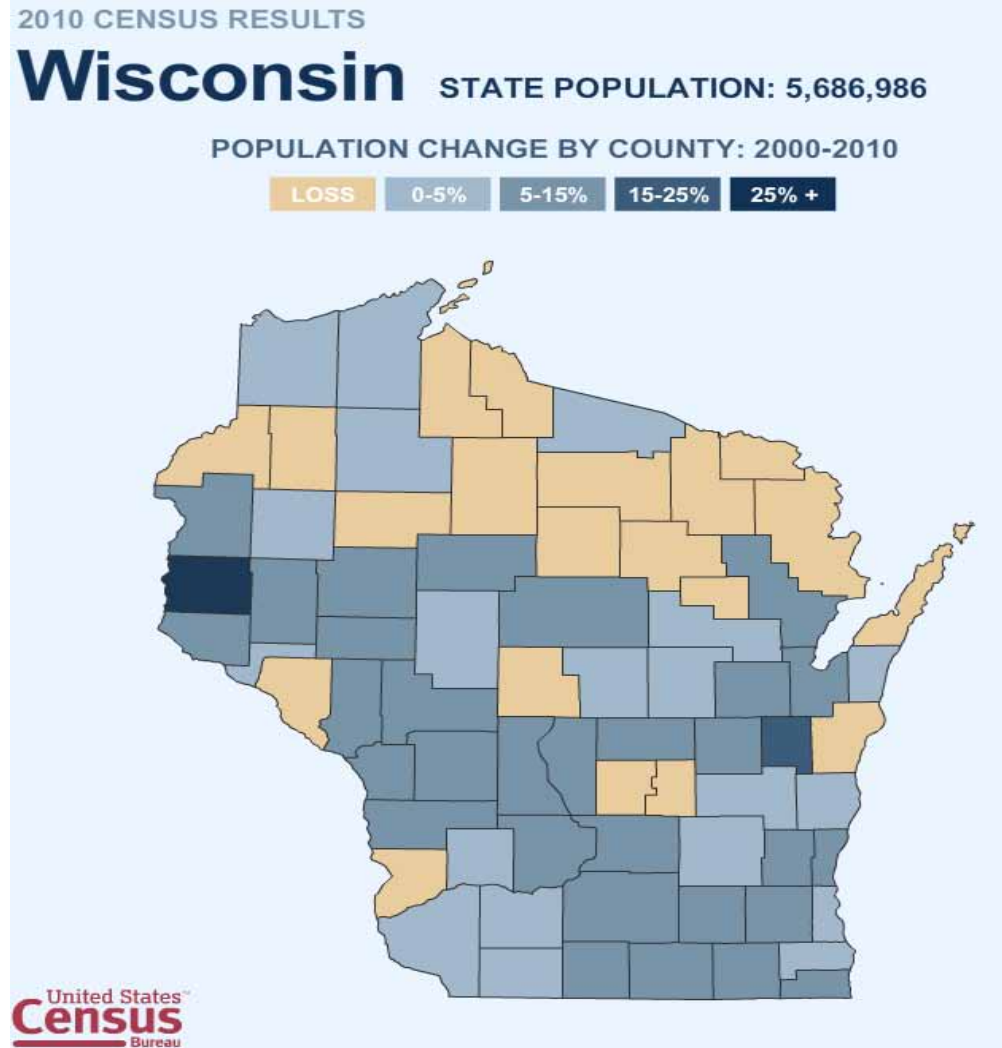 2010 CENSUS RESULTS
Wisconsin STATE POPULATION: 5,686,986
POPULATION CHANGE BY COUNTY: 2000-2010
LOSS 0-5% 5-15% 15-25% 25% +
United States™
Census
Bureau